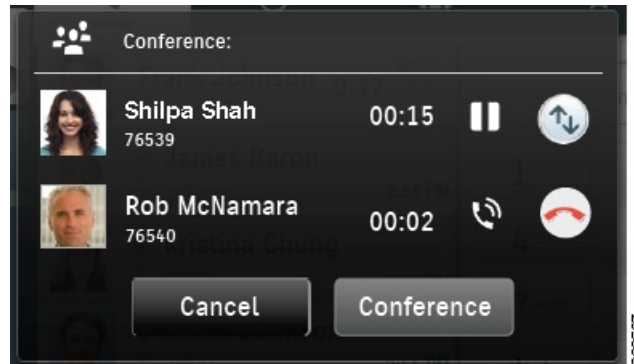 Conference:
Shilpa Shah
76539
00:15
Rob McNamara
76540
00:02
Cancel
Conference